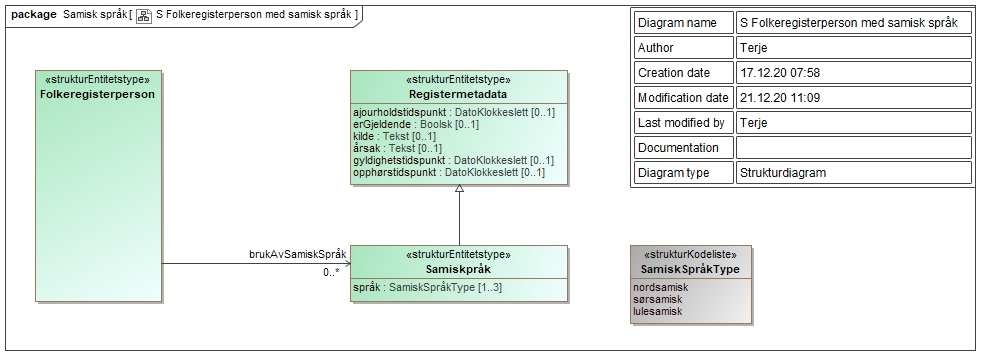 package Samisk språk [ S Folkeregisterperson med samisk språk ]
Diagram name S Folkeregisterperson med samisk språk
Author Terje
Creation date 17.12.20 07:58
Modification date 21.12.20 11:09
Last modified by Terje
Documentation
Diagram type Strukturdiagram
«strukturEntitetstype»
Folkeregisterperson
«strukturEntitetstype»
Registermetadata
ajourholdstidspunkt : DatoKlokkeslett [0..1]
erGjeldende : Boolsk [0..1]
kilde : Tekst [0..1]
årsak : Tekst [0..1]
gyldighetstidspunkt : DatoKlokkeslett [0..1]
opphørstidspunkt : DatoKlokkeslett [0..1]
brukAvSamiskSpråk
0..*
«strukturEntitetstype»
Samiskpråk
språk : SamiskSpråkType [1..3]
«strukturKodeliste»
SamiskSpråkType
nordsamisk
sørsamisk
lulesamisk